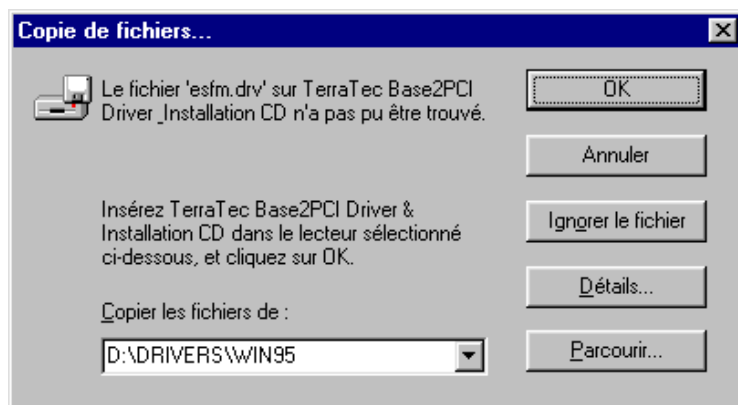 Copie de fichiers...
Le fichier 'esfm.drv' sur TerraTec Base2PCI
Driver _Installation CD n'a pas pu être trouvé.
Insérez TerraTec Base2PCI Driver &
Installation CD dans le lecteur sélectionné
ci-dessous, et cliquez sur OK.
Copier les fichiers de :
D:\DRIVERS\WIN95
OK
Annuler
Ignorer le fichier
Détails...
Parcourir...